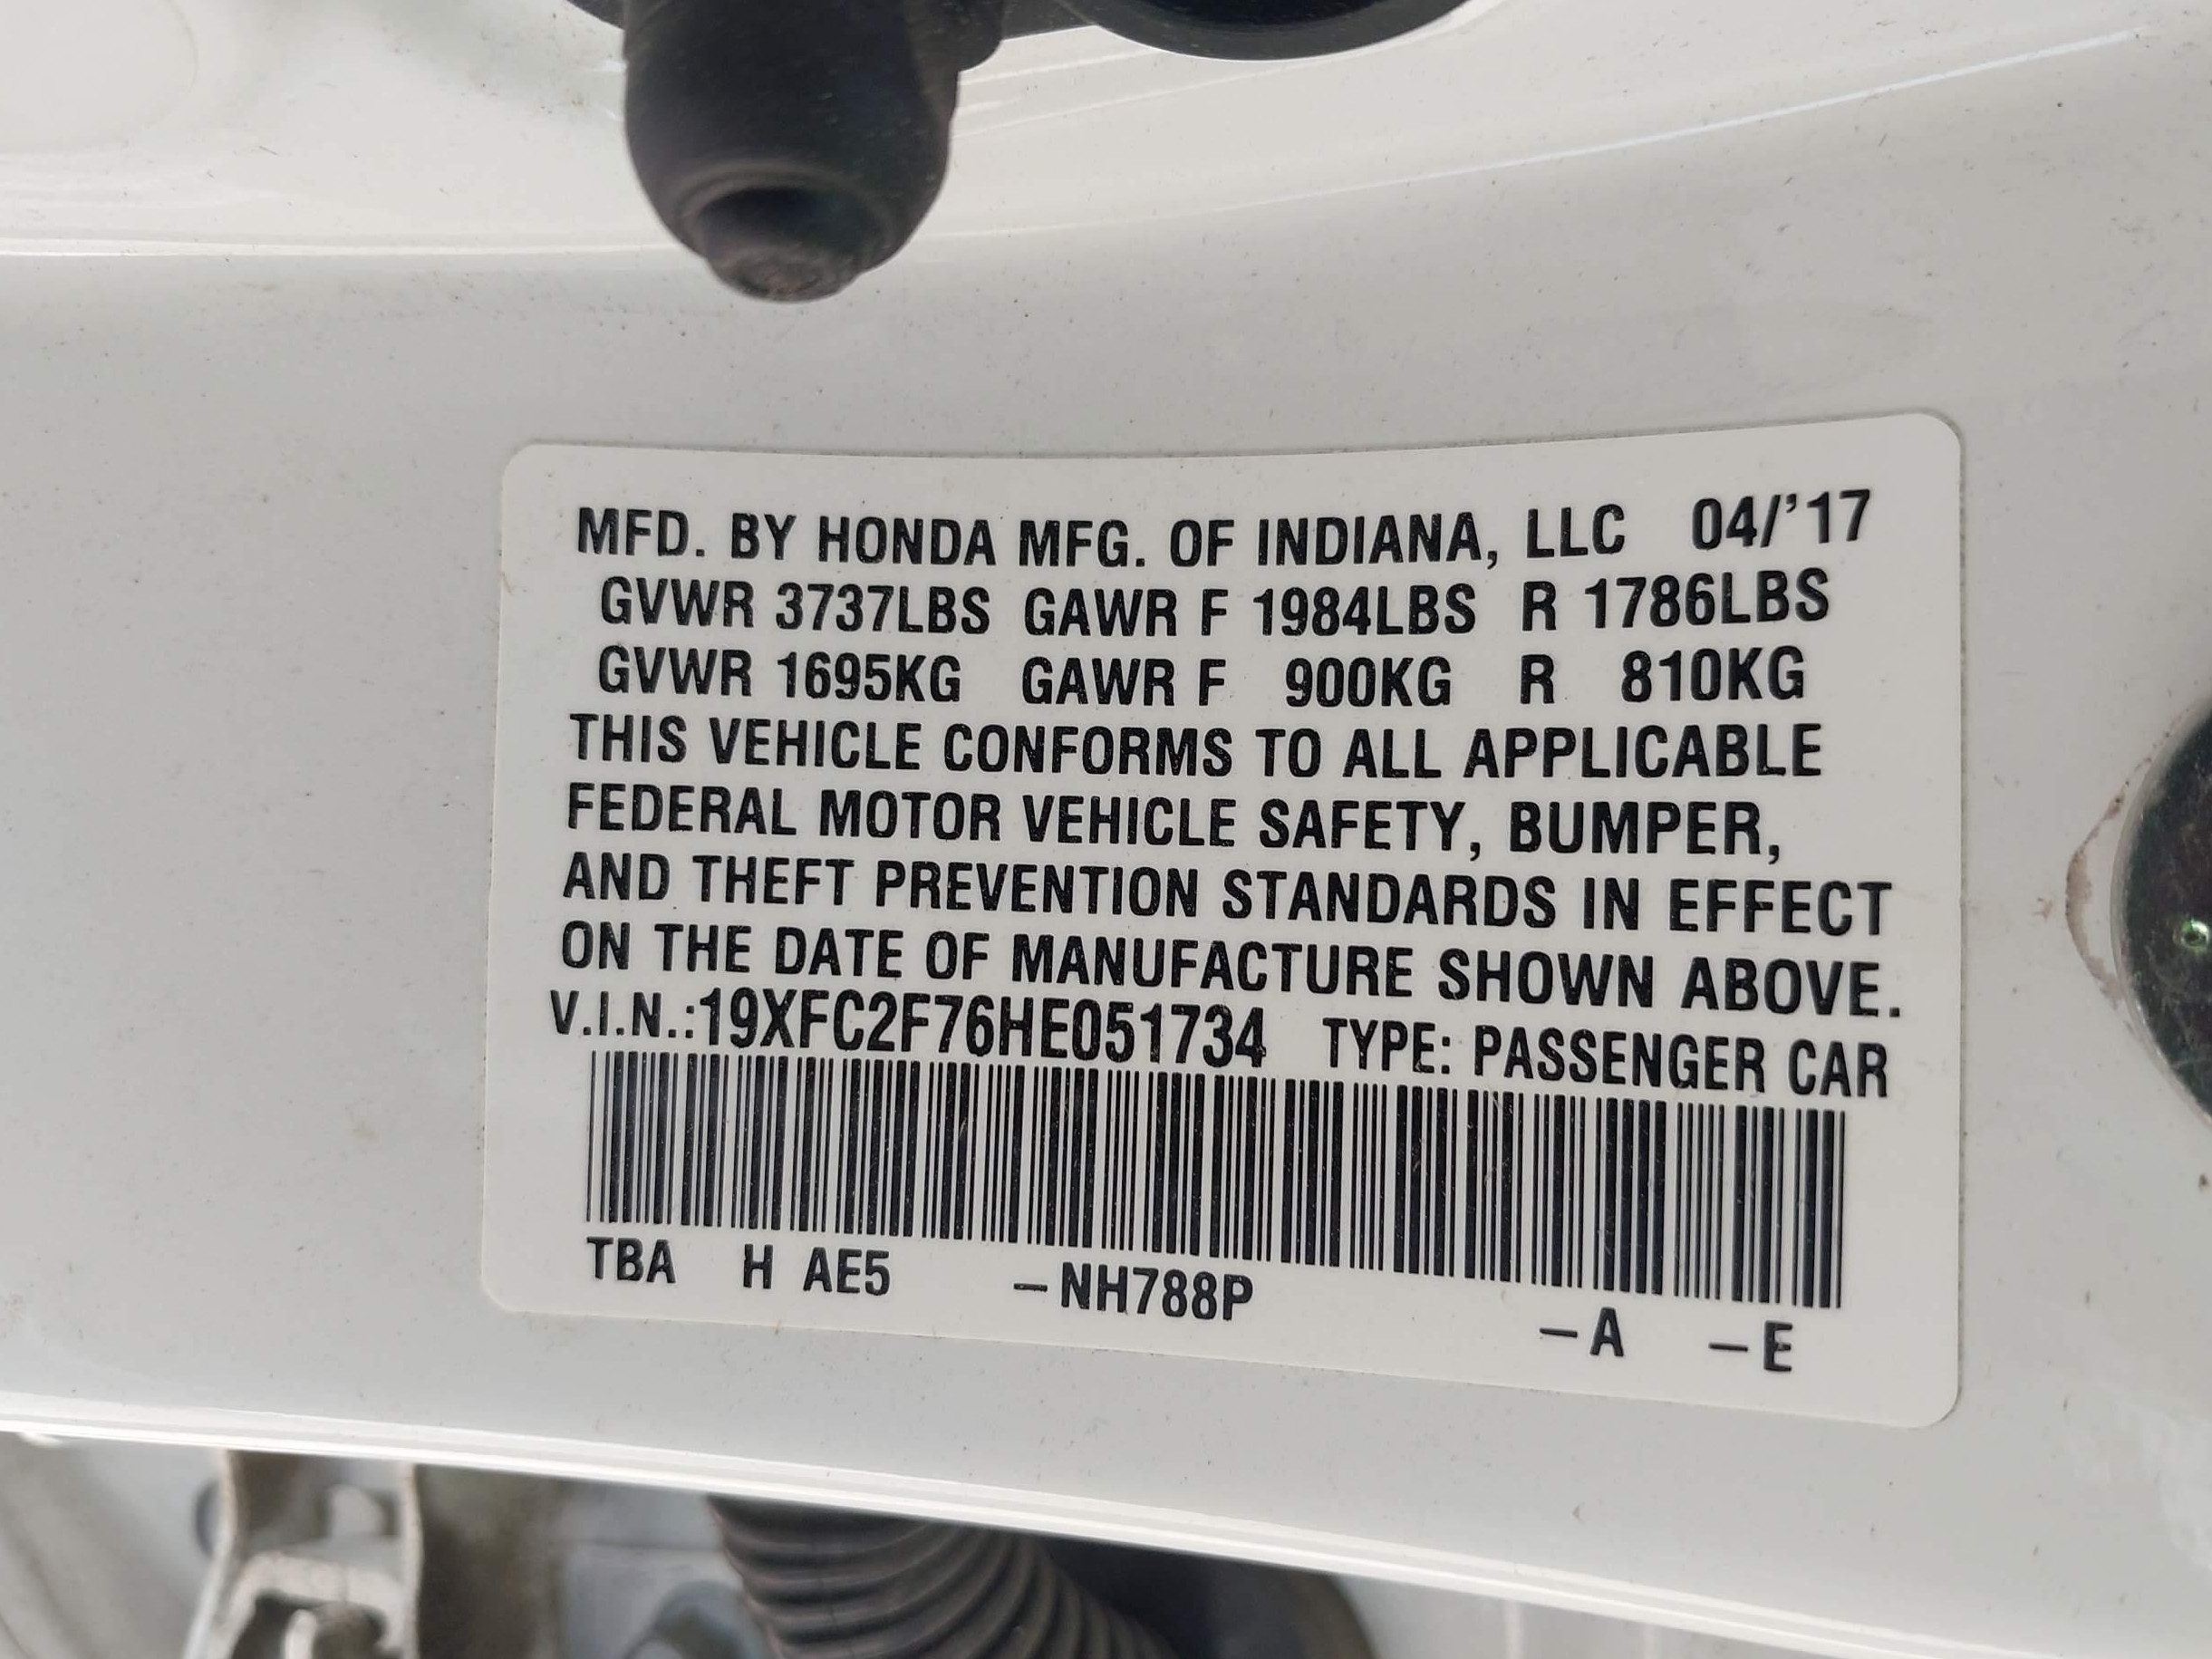 MFD. BY HONDA MFG. OF INDIANA, LLC 04/'17
GVWR 3737LBS GAWR F 1984LBS R 1786LBS
GVWR 1695KG GAWR F 900KG R 810KG
THIS VEHICLE CONFORMS TO ALL APPLICABLE
FEDERAL MOTOR VEHICLE SAFETY, BUMPER,
AND THEFT PREVENTION STANDARDS IN EFFECT
ON THE DATE OF MANUFACTURE SHOWN ABOVE.
V.I.N.:19XFC2F76HE051734 TYPE: PASSENGER CAR
TBA H AE5 –NH788P –A –E